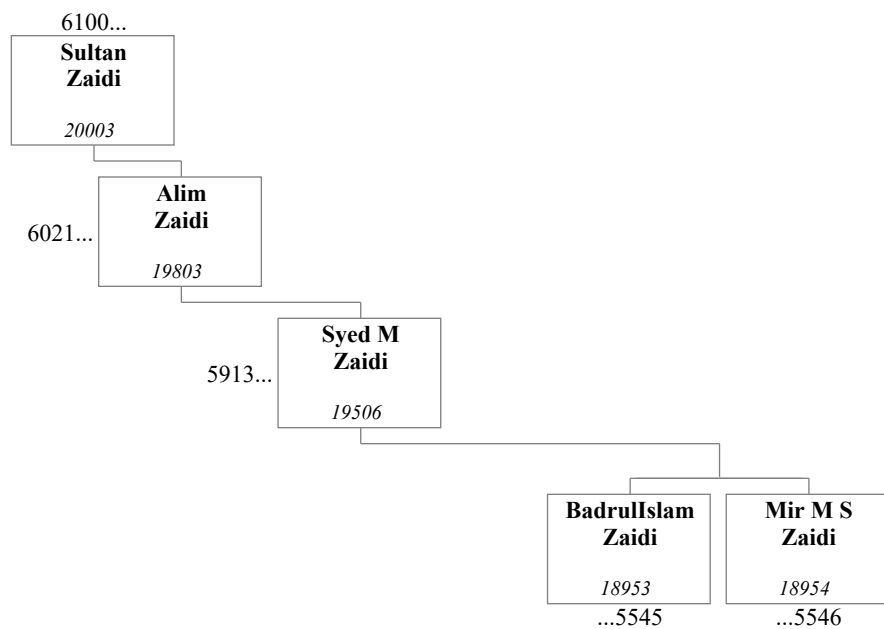 6100...
Sultan
Zaidi
20003
Alim
Zaidi
6021...
19803
Syed M
Zaidi
5913...
19506
BadrulIslam
Zaidi
18953
...5545
Mir M S
Zaidi
18954
...5546